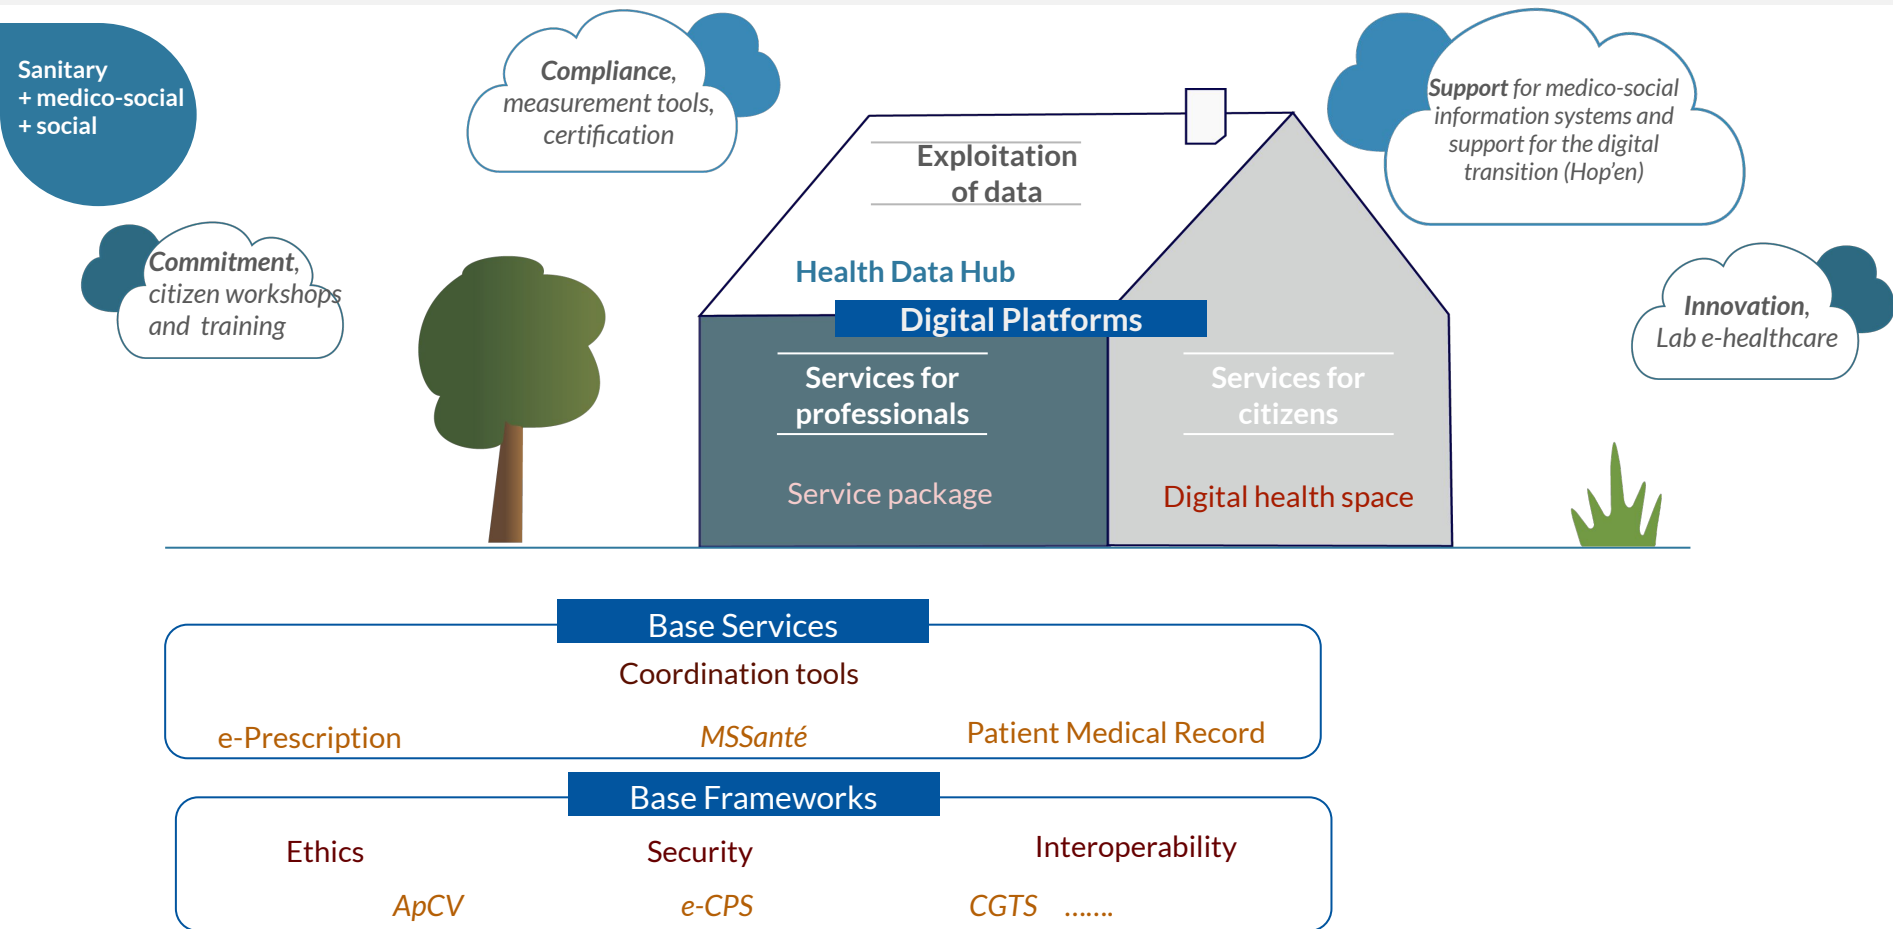 Sanitary
+ medico-social
+ social
Compliance,
measurement tools,
certification
Support for medico-social
information systems and
support for the digital
transition (Hop'en)
Commitment,
citizen workshops
and training
Innovation,
Lab e-healthcare
Exploitation
of data
Health Data Hub
Digital Platforms
Services for
professionals
Service package
Services for
citizens
Digital health space
Base Services
Coordination tools
e-Prescription
MSSanté
Patient Medical Record
Base Frameworks
Ethics
Security
Interoperability
ApCV
e-CPS
CGTS …….